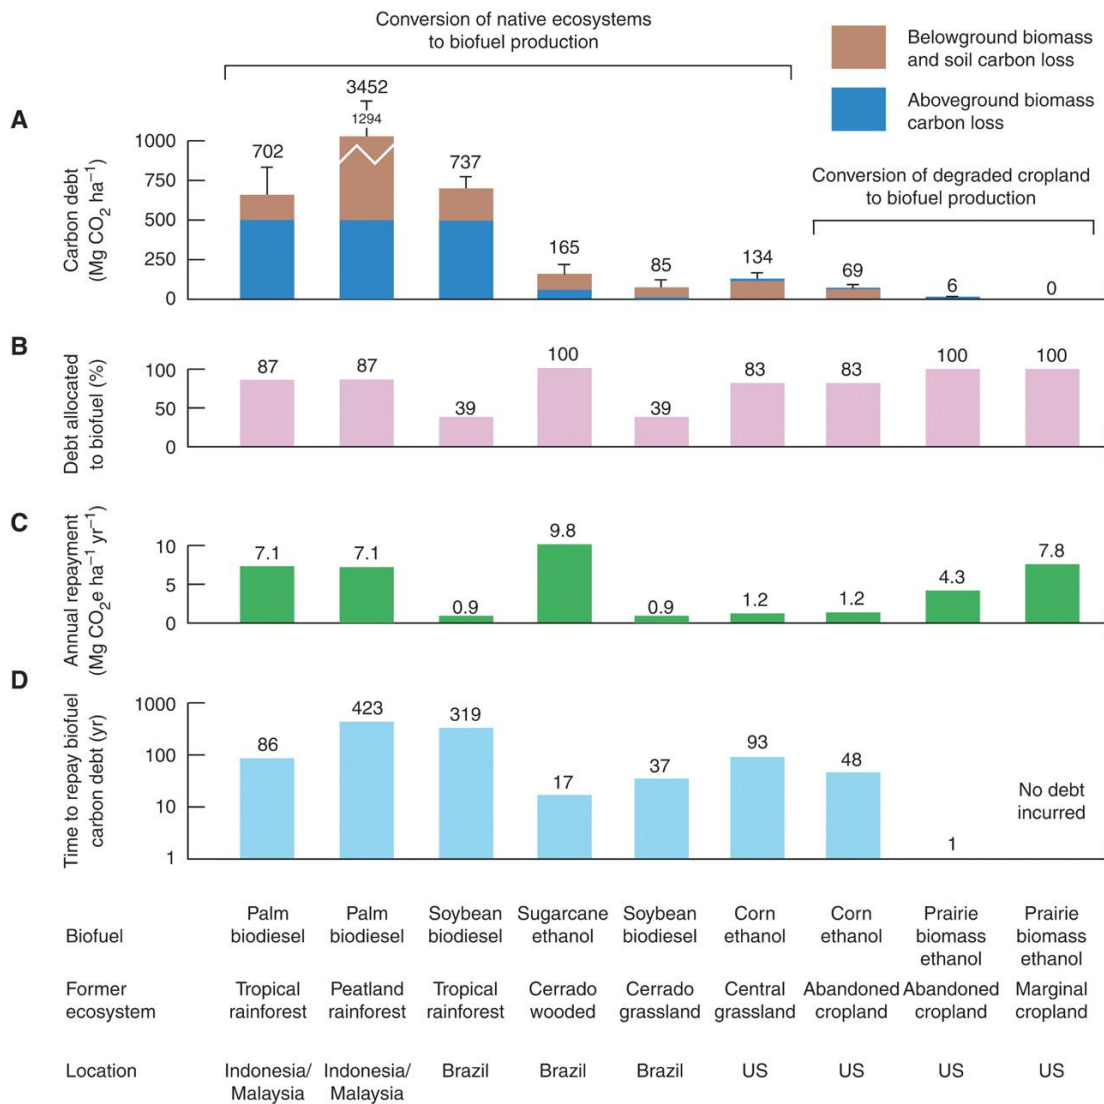 Conversion of native ecosystems
to biofuel production
Belowground biomass
and soil carbon loss
Aboveground biomass
carbon loss
Conversion of degraded cropland
to biofuel production
A
Carbon debt
(Mg CO2 ha−1)
1000
750
500
250
0
702
3452
1294
737
165
85
134
69
6
0
B
Debt allocated
to biofuel (%)
100
50
0
87
87
39
100
39
83
83
100
100
C
Annual repayment
(Mg CO2e ha−1 yr−1)
10
5
0
7.1
7.1
0.9
9.8
0.9
1.2
1.2
4.3
7.8
D
Time to repay biofuel
carbon debt (yr)
1000
100
10
1
86
423
319
17
37
93
48
1
No debt
incurred
Biofuel
Palm
biodiesel
Palm
biodiesel
Soybean
biodiesel
Sugarcane
ethanol
Soybean
biodiesel
Corn
ethanol
Corn
ethanol
Prairie
biomass
ethanol
Prairie
biomass
ethanol
Former
ecosystem
Tropical
rainforest
Peatland
rainforest
Tropical
rainforest
Cerrado
wooded
Cerrado
grassland
Central
grassland
Abandoned
cropland
Abandoned
cropland
Marginal
cropland
Location
Indonesia/
Malaysia
Indonesia/
Malaysia
Brazil
Brazil
Brazil
US
US
US
US